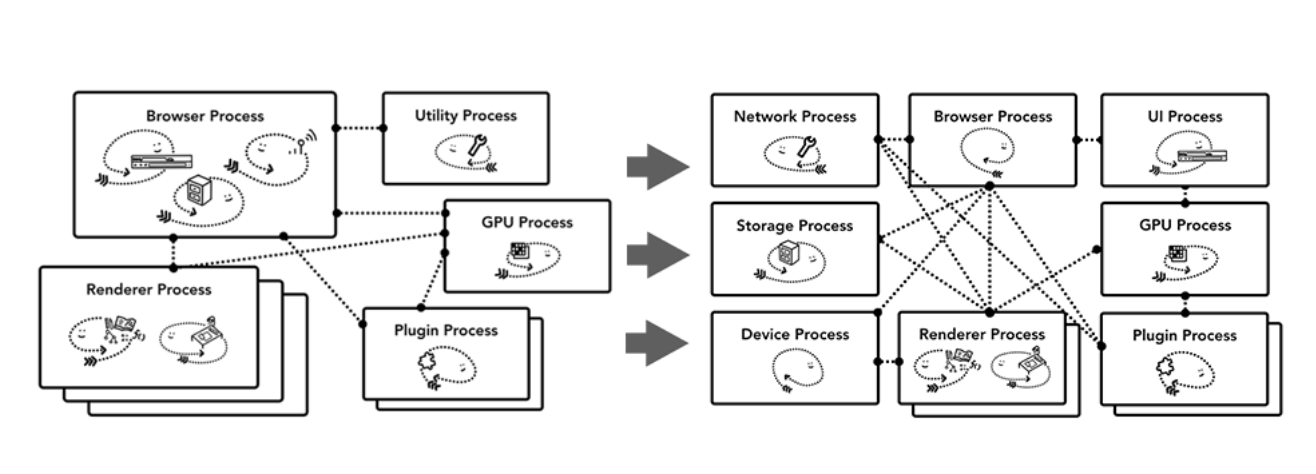 Browser Process
Utility Process
GPU Process
Renderer Process
Plugin Process
Network Process
Browser Process
UI Process
Storage Process
GPU Process
Device Process
Renderer Process
Plugin Process